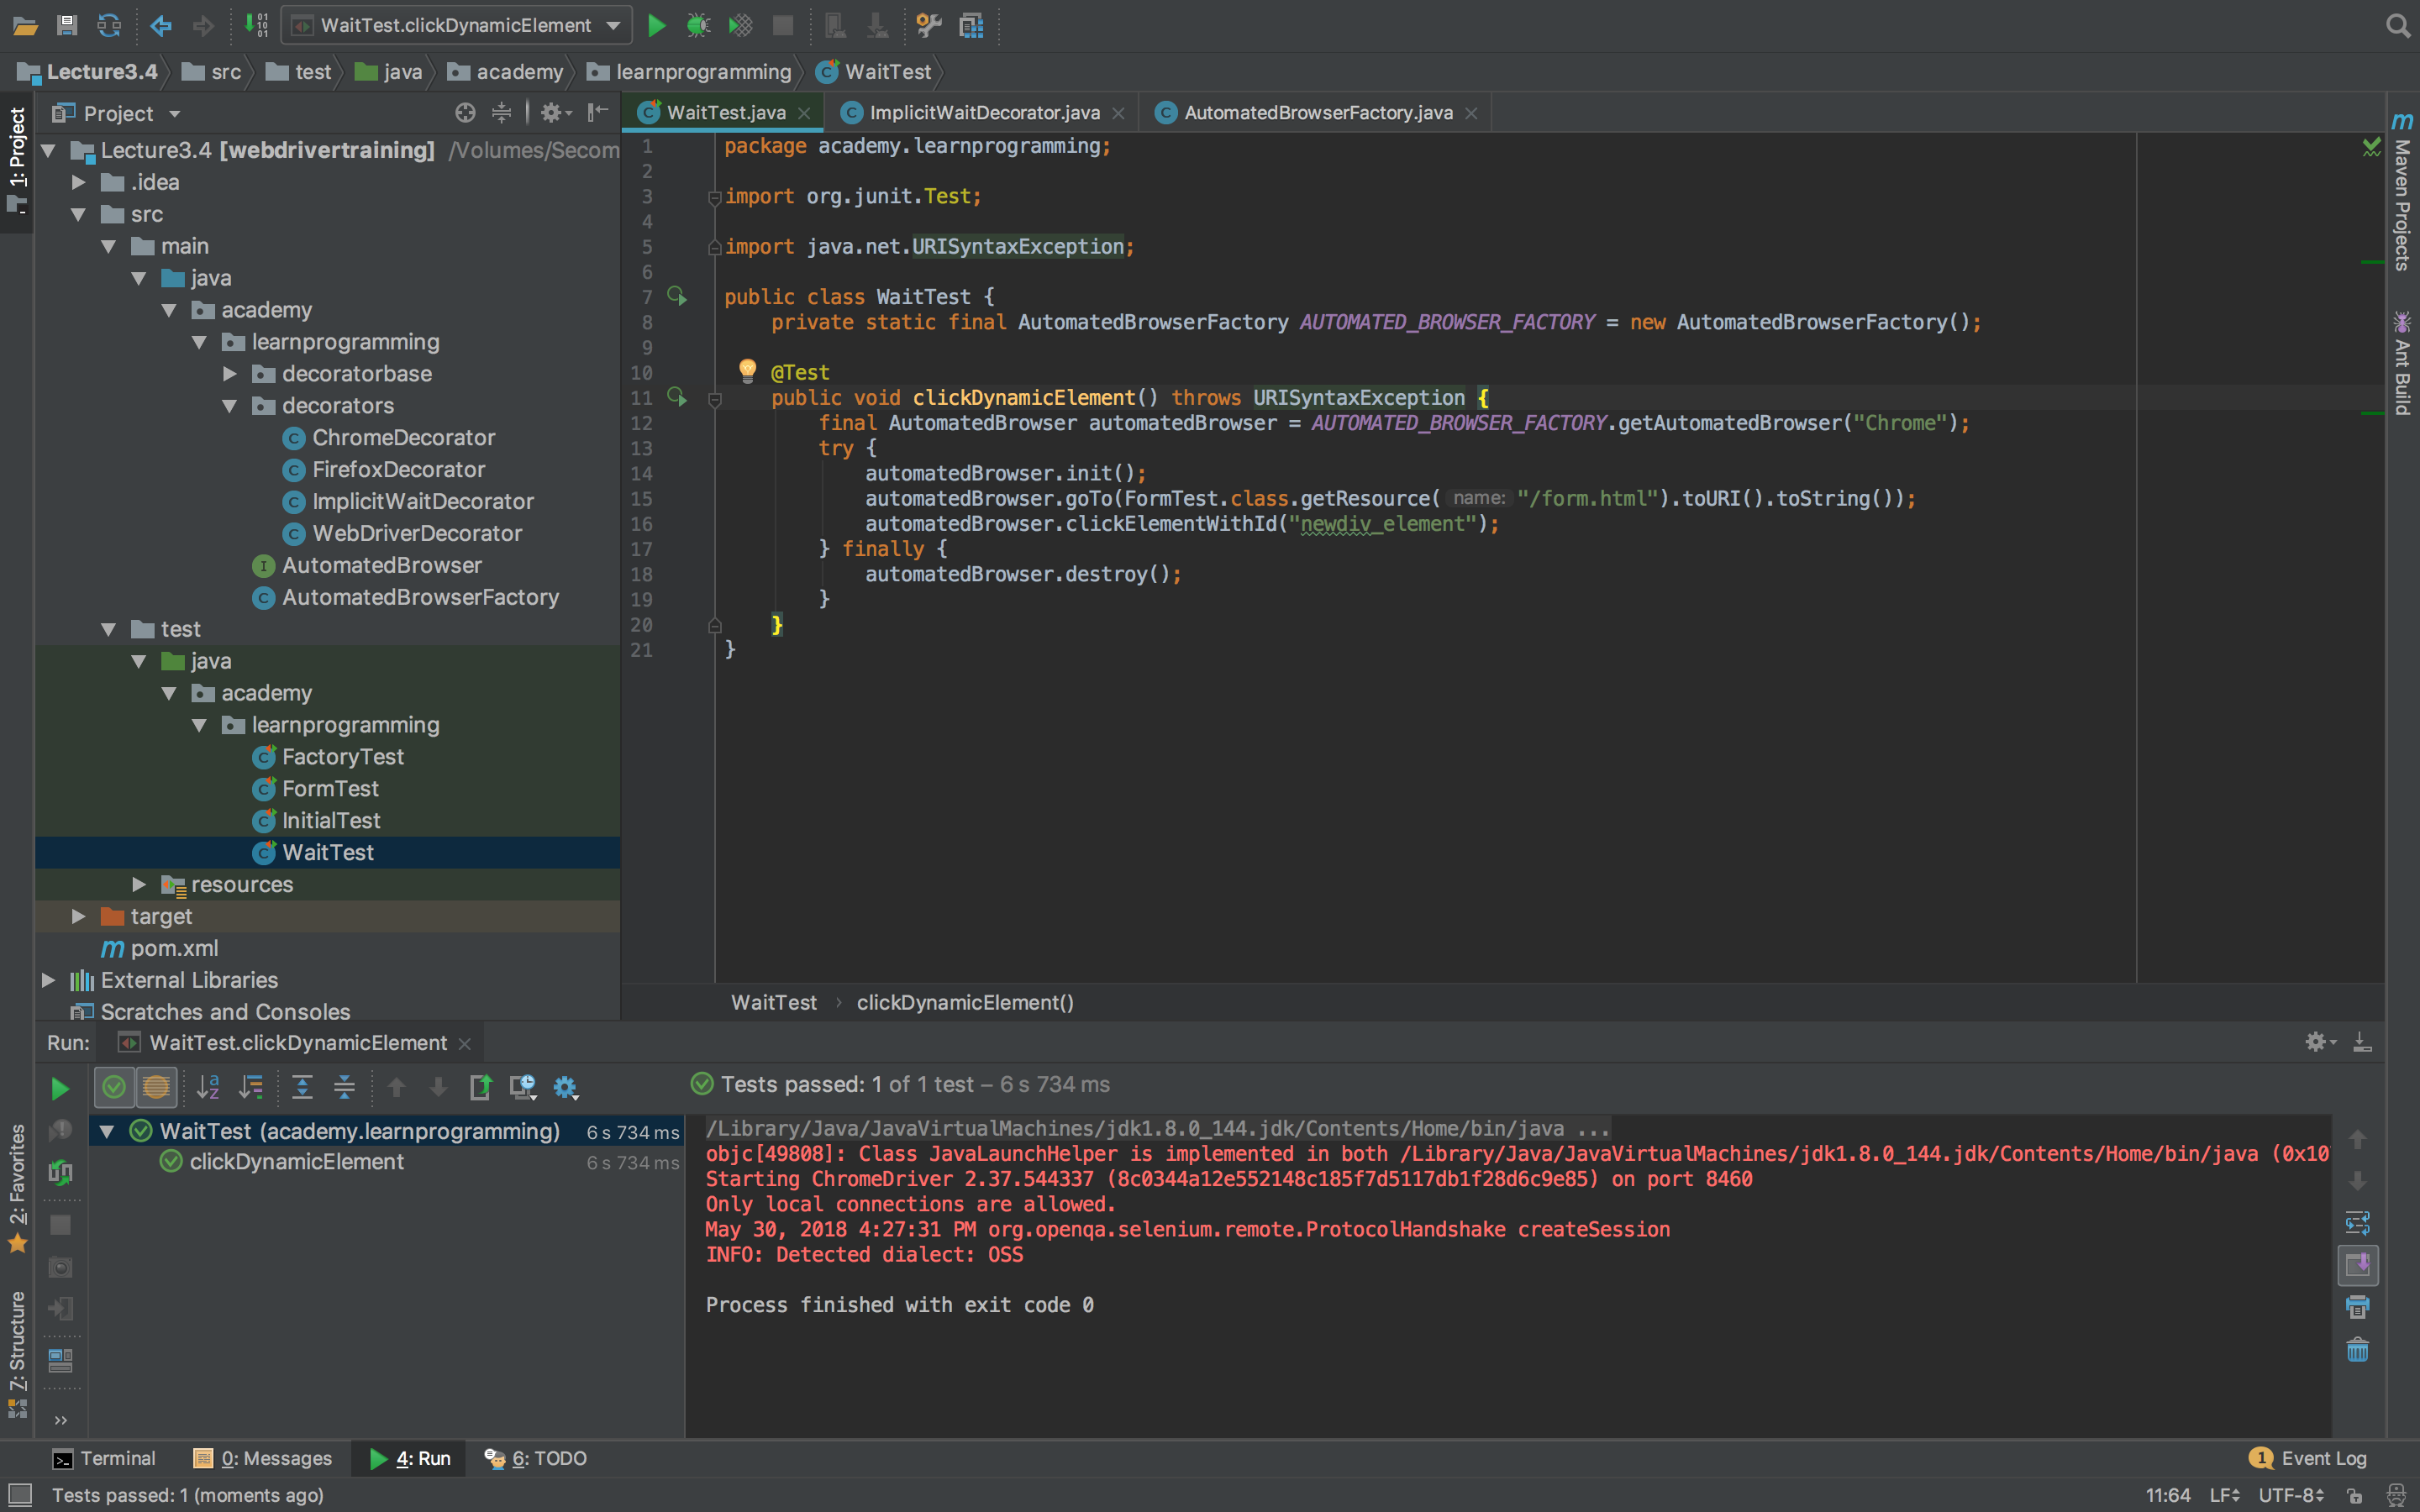 WaitTest.clickDynamicElement
Lecture3.4 src test java academy learnprogramming WaitTest
1: Project
Project
Lecture3.4 [webdrivertraining] /Volumes/Secom
.idea
src
main
java
academy
learnprogramming
decoratorbase
decorators
ChromeDecorator
FirefoxDecorator
ImplicitWaitDecorator
WebDriverDecorator
AutomatedBrowser
AutomatedBrowserFactory
test
java
academy
learnprogramming
FactoryTest
FormTest
InitialTest
WaitTest
resources
target
pom.xml
External Libraries
Scratches and Consoles
WaitTest.java ImplicitWaitDecorator.java AutomatedBrowserFactory.java
1 package academy.learnprogramming;
2
3 import org.junit.Test;
4
5 import java.net.URISyntaxException;
6
7 public class WaitTest {
8 private static final AutomatedBrowserFactory AUTOMATED_BROWSER_FACTORY = new AutomatedBrowserFactory();
9
10 @Test
11 public void clickDynamicElement() throws URISyntaxException {
12 final AutomatedBrowser automatedBrowser = AUTOMATED_BROWSER_FACTORY.getAutomatedBrowser("Chrome");
13 try {
14 automatedBrowser.init();
15 automatedBrowser.goTo(FormTest.class.getResource( name: "/form.html").toURI().toString());
16 automatedBrowser.clickElementWithId("newdiv_element");
17 } finally {
18 automatedBrowser.destroy();
19 }
20 }
21 }
WaitTest › clickDynamicElement()
Maven Projects
Ant Build
Run: WaitTest.clickDynamicElement
Tests passed: 1 of 1 test – 6 s 734 ms
WaitTest (academy.learnprogramming) 6 s 734 ms
clickDynamicElement 6 s 734 ms
/Library/Java/JavaVirtualMachines/jdk1.8.0_144.jdk/Contents/Home/bin/java ...
objc[49808]: Class JavaLaunchHelper is implemented in both /Library/Java/JavaVirtualMachines/jdk1.8.0_144.jdk/Contents/Home/bin/java (0x10
Starting ChromeDriver 2.37.544337 (8c0344a12e552148c185f7d5117db1f28d6c9e85) on port 8460
Only local connections are allowed.
May 30, 2018 4:27:31 PM org.openqa.selenium.remote.ProtocolHandshake createSession
INFO: Detected dialect: OSS
Process finished with exit code 0
2: Favorites
7: Structure
Terminal 0: Messages 4: Run 6: TODO 1 Event Log
Tests passed: 1 (moments ago) 11:64 LF UTF-8